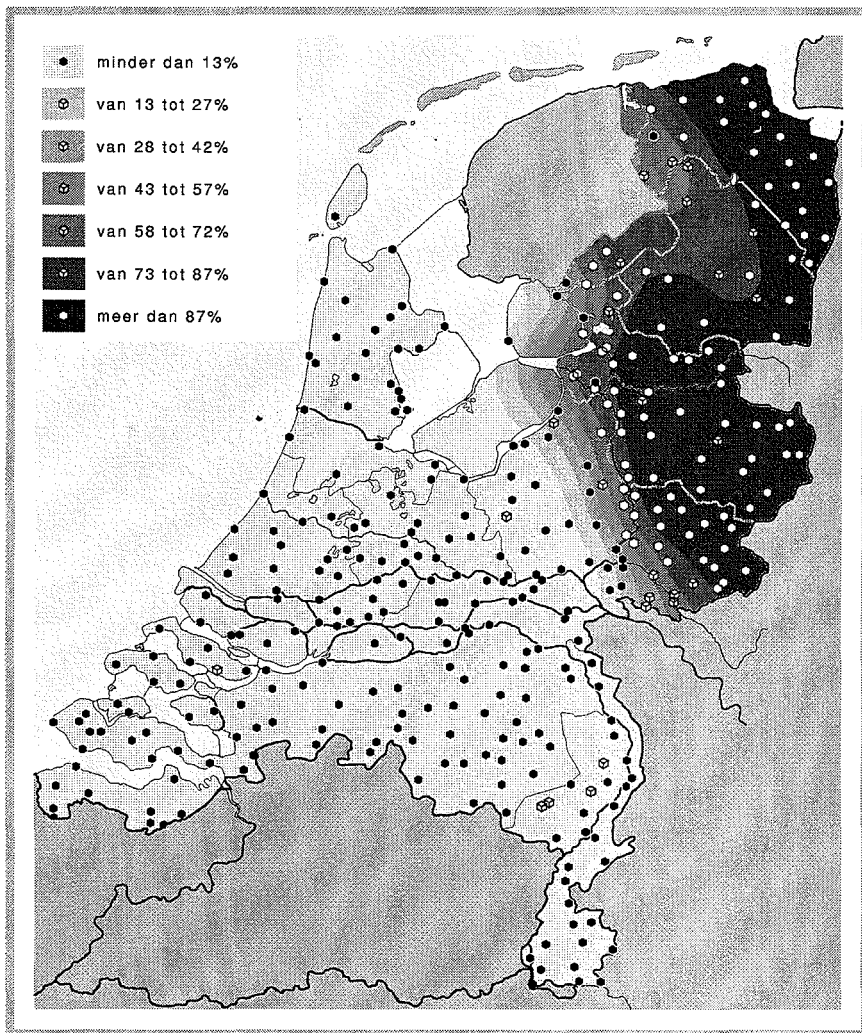 minder dan 13%
van 13 tot 27%
van 28 tot 42%
van 43 tot 57%
van 58 tot 72%
van 73 tot 87%
meer dan 87%